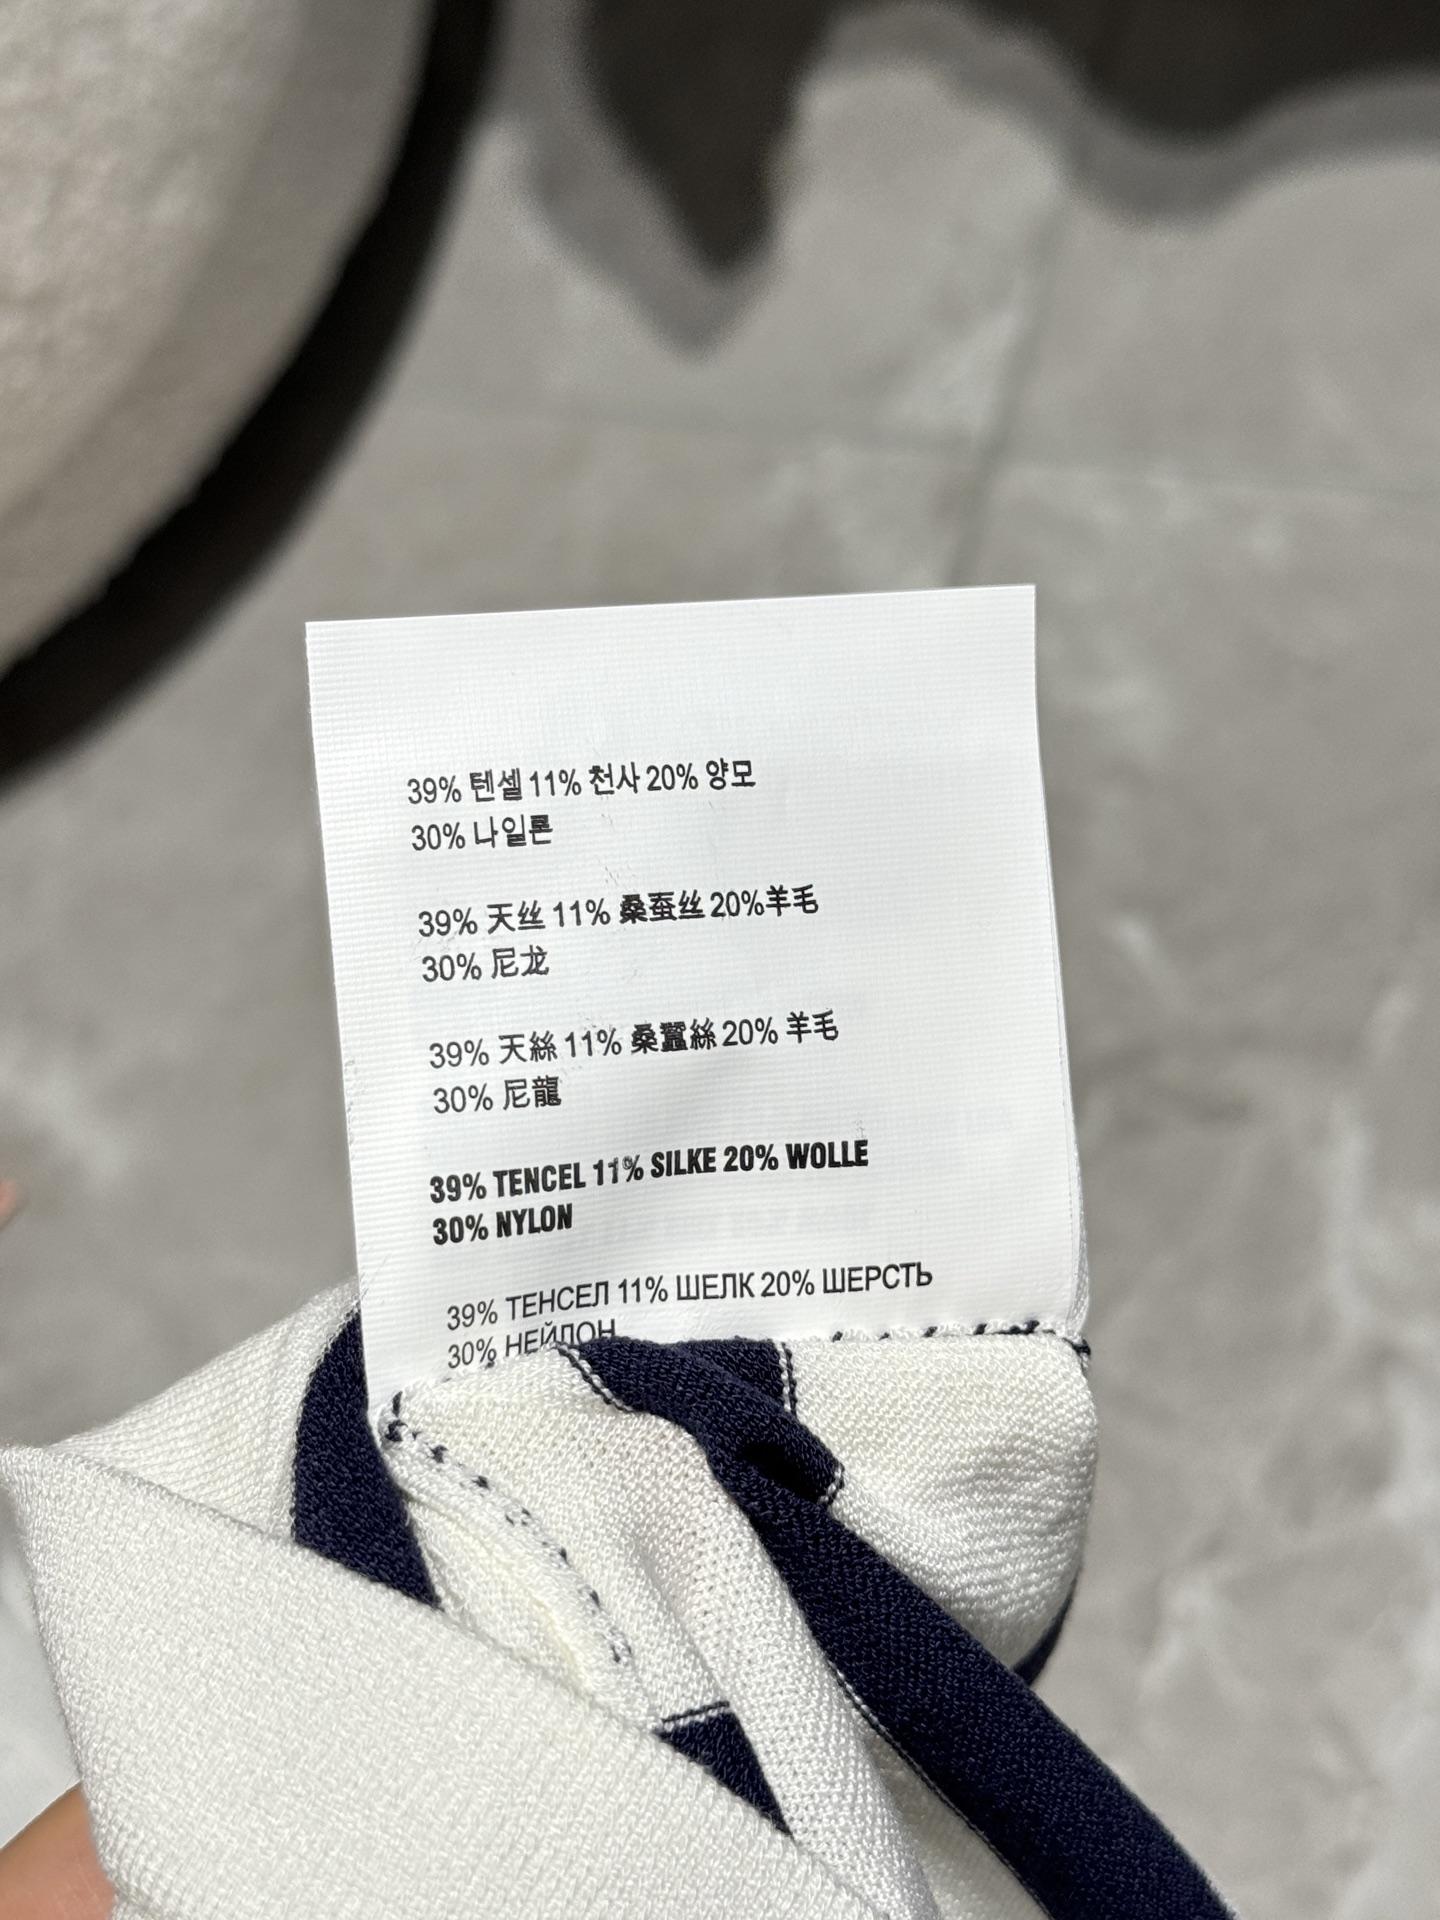 39% 텐셀 11% 천사 20% 양모
30% 나일론
39% 天丝 11% 桑蚕丝 20%羊毛
30% 尼龙
39% 天絲 11% 桑蠶絲 20% 羊毛
30% 尼龍
39% TENCEL 11% SILKE 20% WOLLE
30% NYLON
39% ТЕНСЕЛ 11% ШЕЛК 20% ШЕРСТЬ
30% НЕЙЛОН